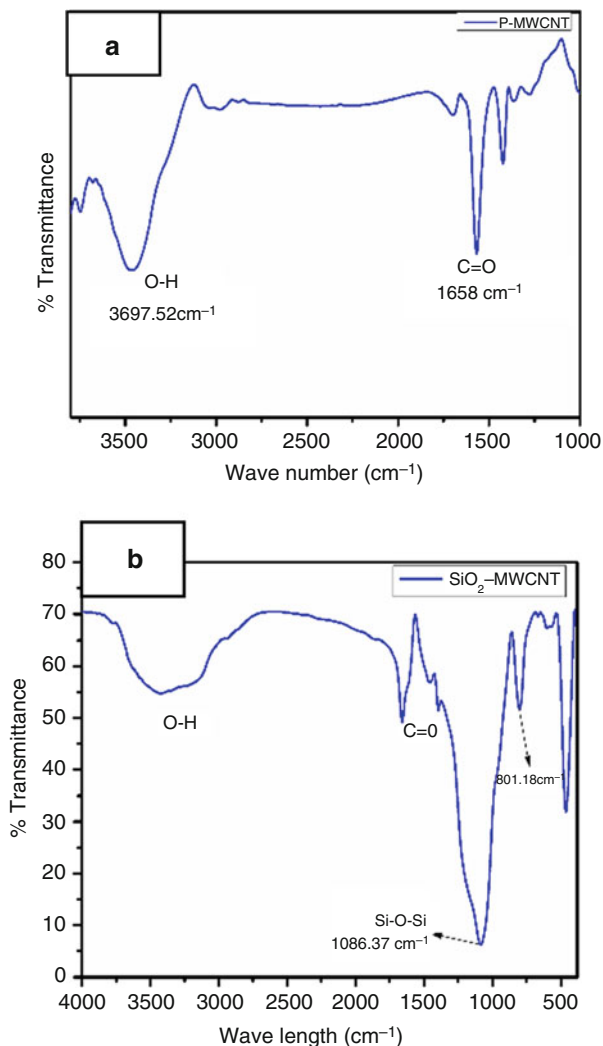 a
P-MWCNT
% Transmittance
O-H
3697.52cm⁻¹
C=O
1658 cm⁻¹
3500 3000 2500 2000 1500 1000
Wave number (cm⁻¹)
b
SiO₂–MWCNT
80
70
60
50
40
30
20
10
0
% Transmittance
O-H
C=0
801.18cm⁻¹
Si-O-Si
1086.37 cm⁻¹
4000 3500 3000 2500 2000 1500 1000 500
Wave length (cm⁻¹)